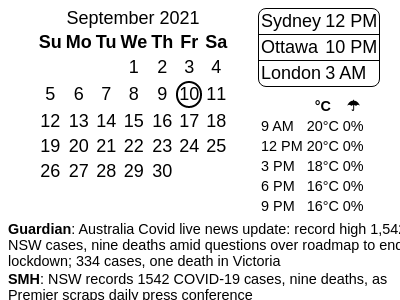 September 2021
Su Mo Tu We Th Fr Sa
1 2 3 4
5 6 7 8 9 10 11
12 13 14 15 16 17 18
19 20 21 22 23 24 25
26 27 28 29 30
Sydney 12 PM
Ottawa 10 PM
London 3 AM
°C ☂
9 AM 20°C 0%
12 PM 20°C 0%
3 PM 18°C 0%
6 PM 16°C 0%
9 PM 16°C 0%
Guardian: Australia Covid live news update: record high 1,542
NSW cases, nine deaths amid questions over roadmap to end
lockdown; 334 cases, one death in Victoria
SMH: NSW records 1542 COVID-19 cases, nine deaths, as
Premier scraps daily press conference